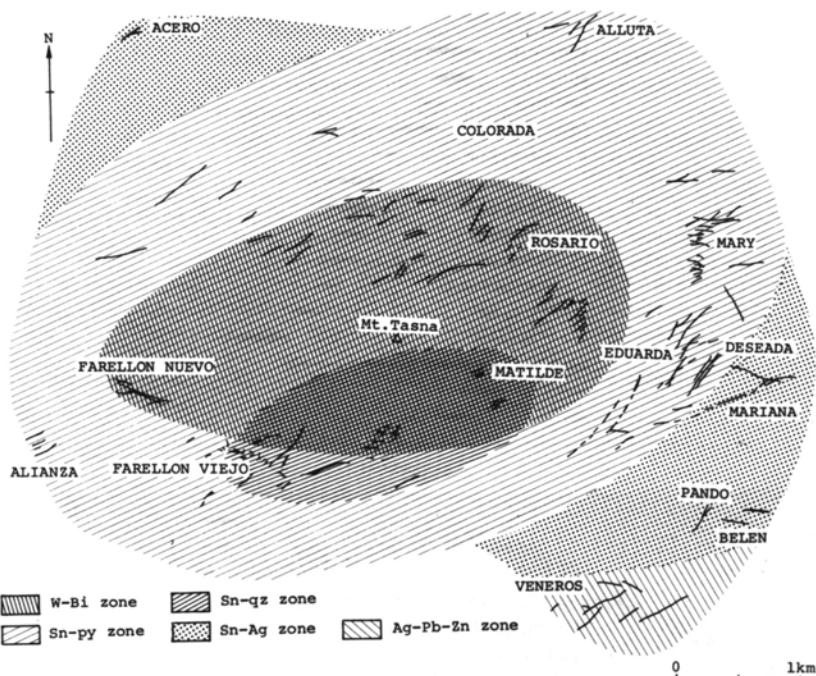 ACERO
ALLUTA
N
COLORADA
ROSARIO
MARY
Mt.Tasna
FARELLON NUEVO
MATILDE
EDUARDA
DESEADA
MARIANA
ALIANZA
FARELLON VIEJO
PANDO
BELEN
VENEROS
W-Bi zone
Sn-qz zone
Sn-py zone
Sn-Ag zone
Ag-Pb-Zn zone
0 1km